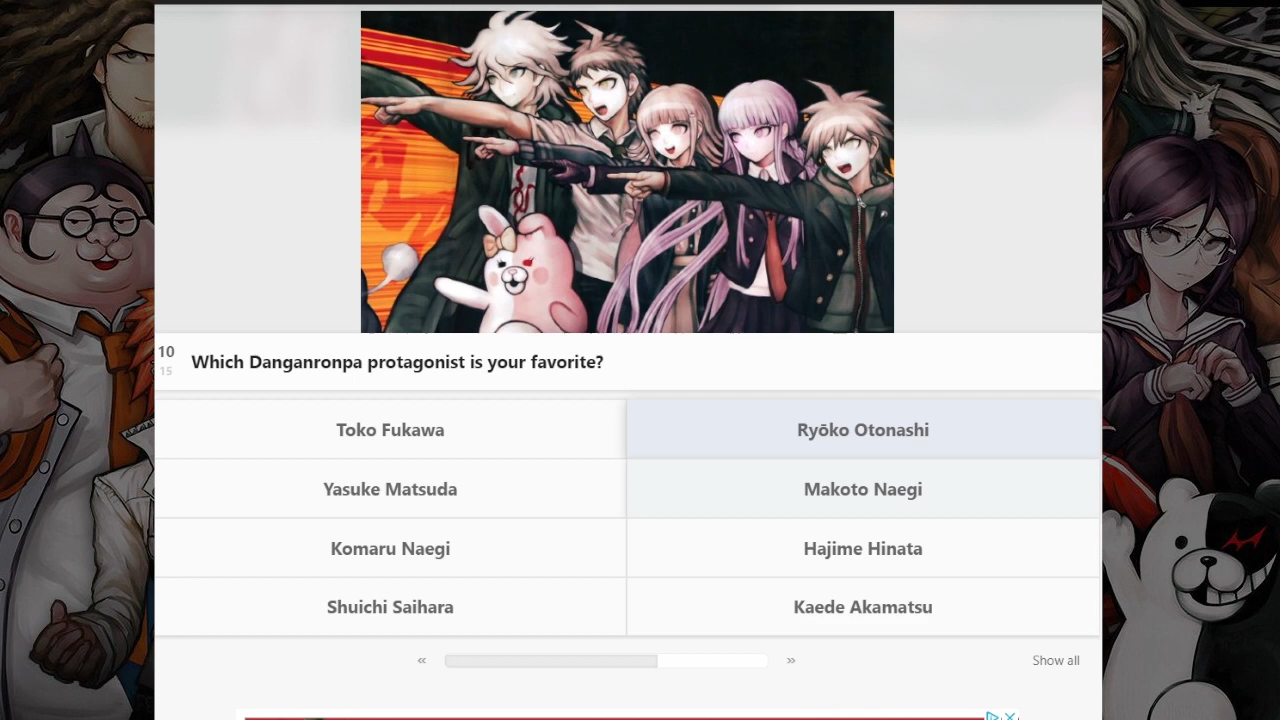 10
15
Which Danganronpa protagonist is your favorite?
Toko Fukawa
Ryōko Otonashi
Yasuke Matsuda
Makoto Naegi
Komaru Naegi
Hajime Hinata
Shuichi Saihara
Kaede Akamatsu
«
»
Show all